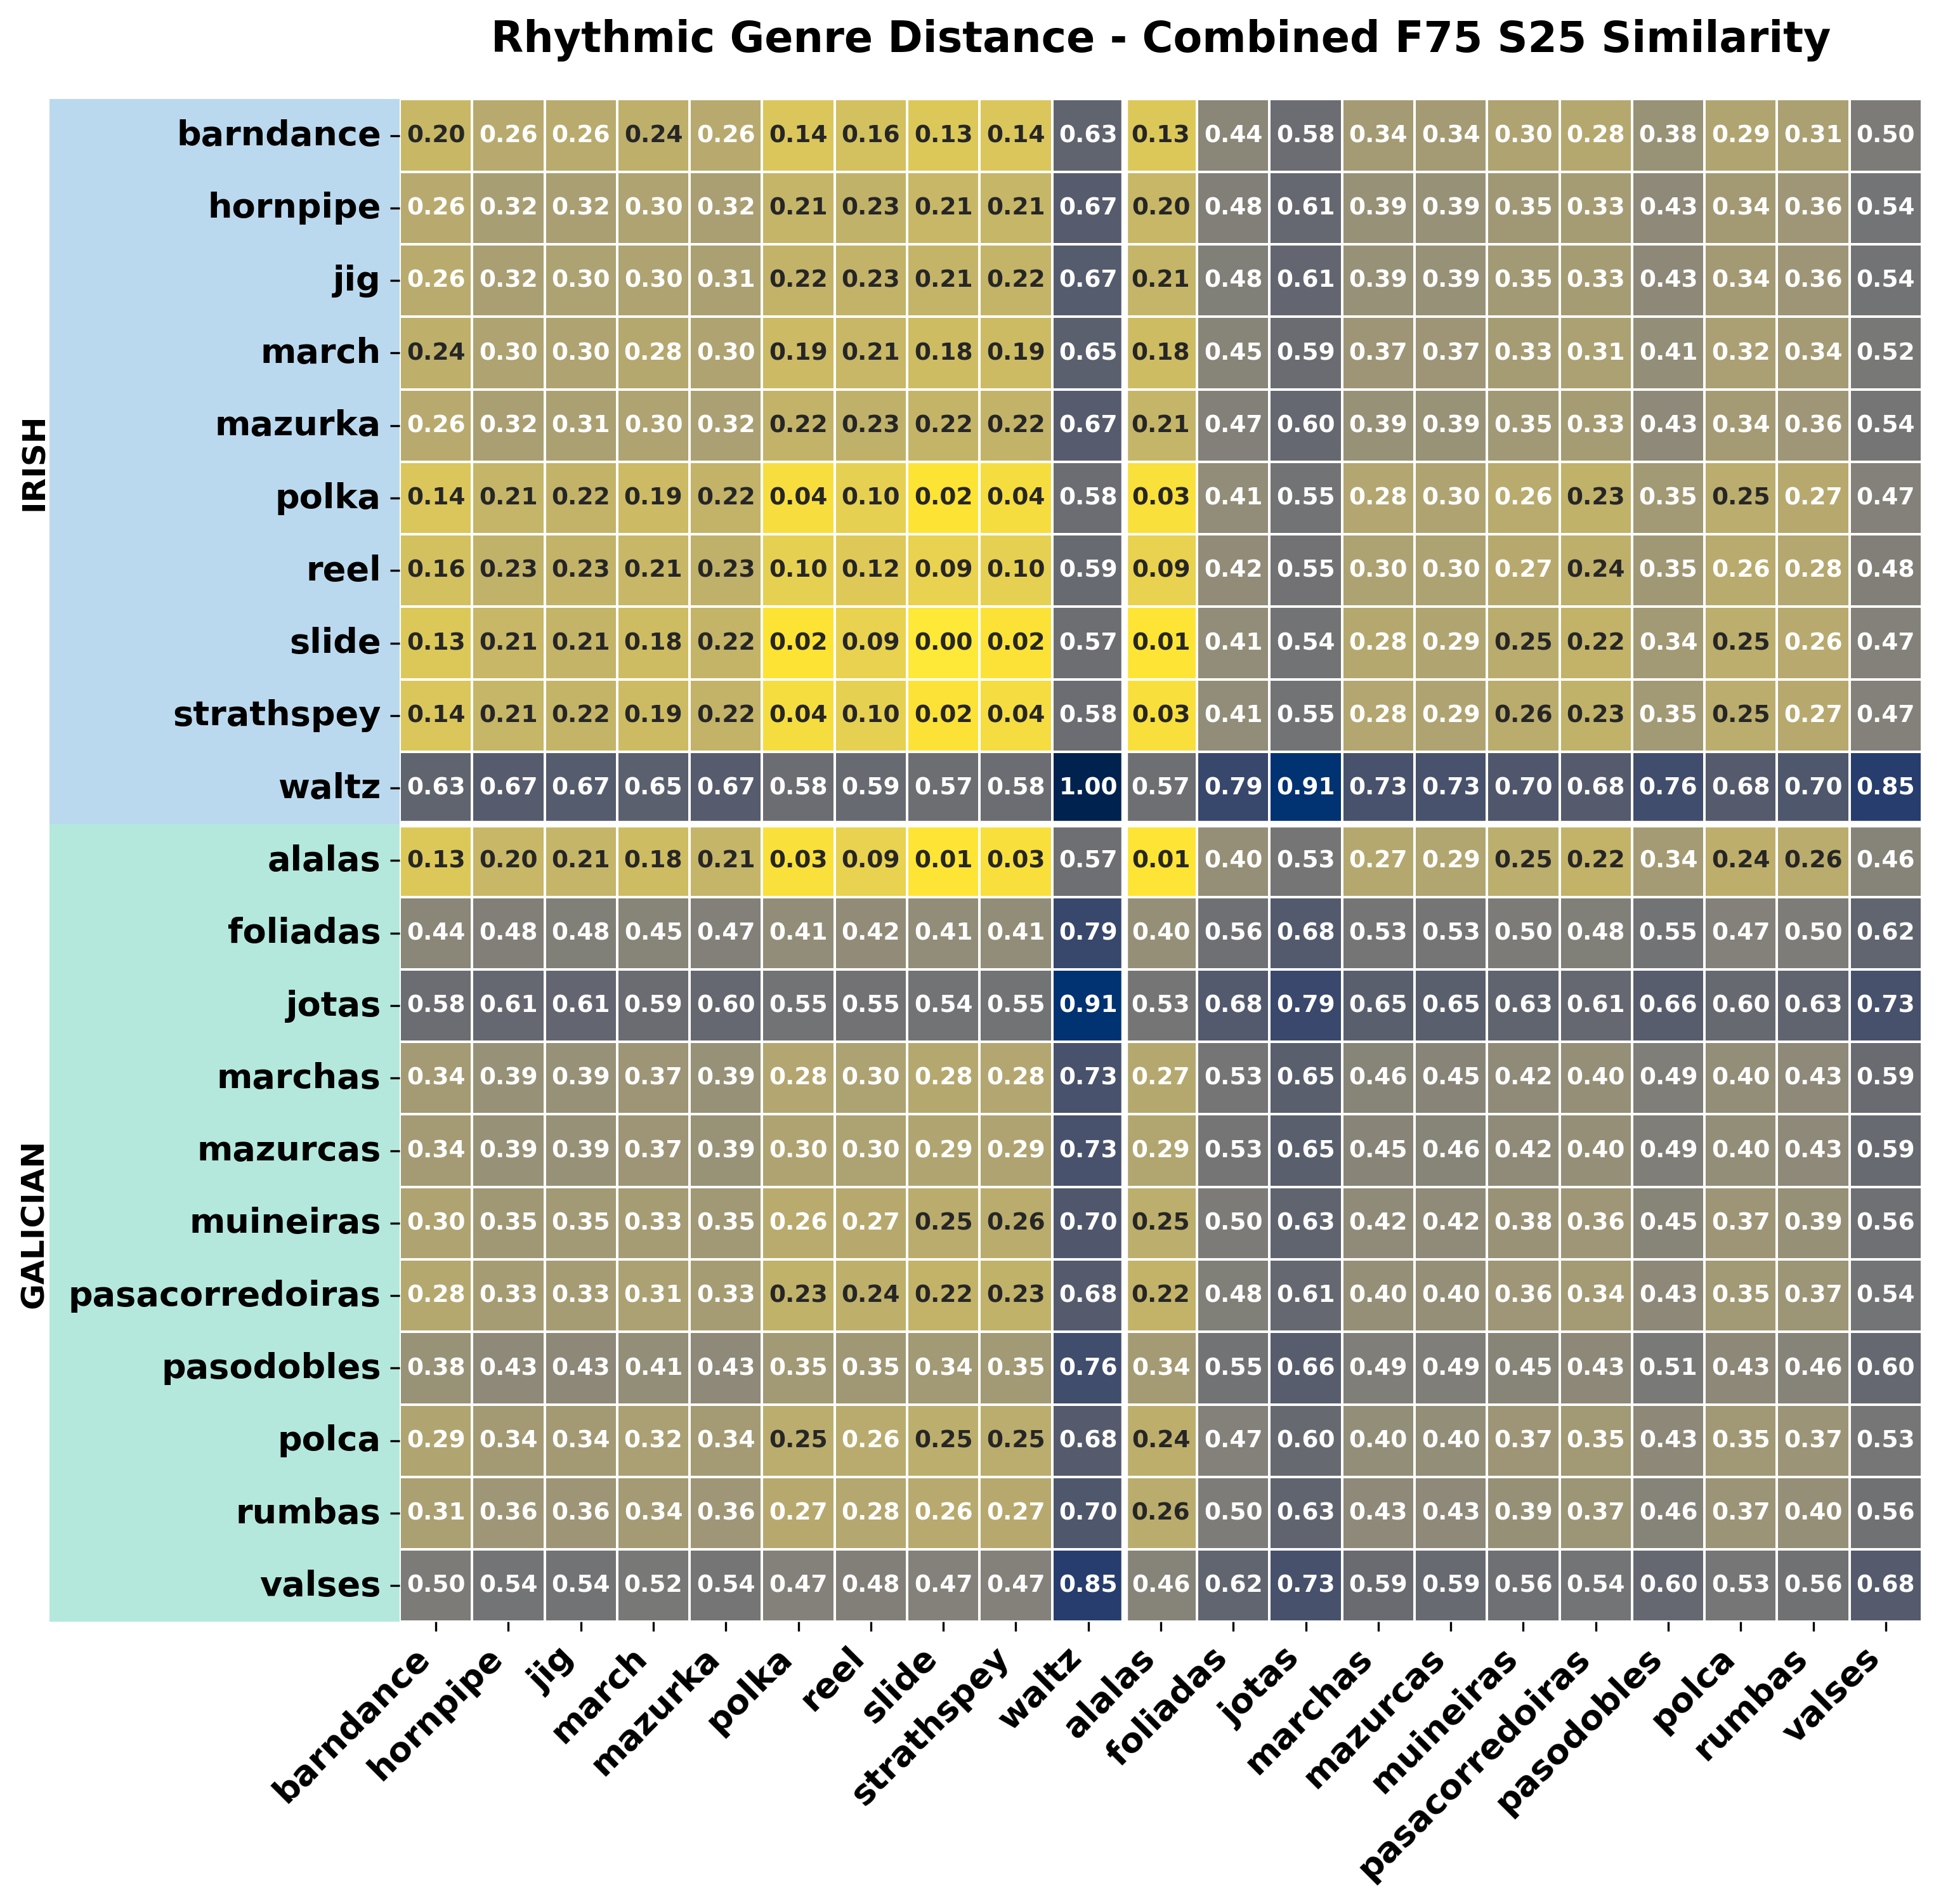 Rhythmic Genre Distance - Combined F75 S25 Similarity
IRISH
barndance 0.20 0.26 0.26 0.24 0.26 0.14 0.16 0.13 0.14 0.63 0.13 0.44 0.58 0.34 0.34 0.30 0.28 0.38 0.29 0.31 0.50
hornpipe 0.26 0.32 0.32 0.30 0.32 0.21 0.23 0.21 0.21 0.67 0.20 0.48 0.61 0.39 0.39 0.35 0.33 0.43 0.34 0.36 0.54
jig 0.26 0.32 0.30 0.30 0.31 0.22 0.23 0.21 0.22 0.67 0.21 0.48 0.61 0.39 0.39 0.35 0.33 0.43 0.34 0.36 0.54
march 0.24 0.30 0.30 0.28 0.30 0.19 0.21 0.18 0.19 0.65 0.18 0.45 0.59 0.37 0.37 0.33 0.31 0.41 0.32 0.34 0.52
mazurka 0.26 0.32 0.31 0.30 0.32 0.22 0.23 0.22 0.22 0.67 0.21 0.47 0.60 0.39 0.39 0.35 0.33 0.43 0.34 0.36 0.54
polka 0.14 0.21 0.22 0.19 0.22 0.04 0.10 0.02 0.04 0.58 0.03 0.41 0.55 0.28 0.30 0.26 0.23 0.35 0.25 0.27 0.47
reel 0.16 0.23 0.23 0.21 0.23 0.10 0.12 0.09 0.10 0.59 0.09 0.42 0.55 0.30 0.30 0.27 0.24 0.35 0.26 0.28 0.48
slide 0.13 0.21 0.21 0.18 0.22 0.02 0.09 0.00 0.02 0.57 0.01 0.41 0.54 0.28 0.29 0.25 0.22 0.34 0.25 0.26 0.47
strathspey 0.14 0.21 0.22 0.19 0.22 0.04 0.10 0.02 0.04 0.58 0.03 0.41 0.55 0.28 0.29 0.26 0.23 0.35 0.25 0.27 0.47
waltz 0.63 0.67 0.67 0.65 0.67 0.58 0.59 0.57 0.58 1.00 0.57 0.79 0.91 0.73 0.73 0.70 0.68 0.76 0.68 0.70 0.85
GALICIAN
alalas 0.13 0.20 0.21 0.18 0.21 0.03 0.09 0.01 0.03 0.57 0.01 0.40 0.53 0.27 0.29 0.25 0.22 0.34 0.24 0.26 0.46
foliadas 0.44 0.48 0.48 0.45 0.47 0.41 0.42 0.41 0.41 0.79 0.40 0.56 0.68 0.53 0.53 0.50 0.48 0.55 0.47 0.50 0.62
jotas 0.58 0.61 0.61 0.59 0.60 0.55 0.55 0.54 0.55 0.91 0.53 0.68 0.79 0.65 0.65 0.63 0.61 0.66 0.60 0.63 0.73
marchas 0.34 0.39 0.39 0.37 0.39 0.28 0.30 0.28 0.28 0.73 0.27 0.53 0.65 0.46 0.45 0.42 0.40 0.49 0.40 0.43 0.59
mazurcas 0.34 0.39 0.39 0.37 0.39 0.30 0.30 0.29 0.29 0.73 0.29 0.53 0.65 0.45 0.46 0.42 0.40 0.49 0.40 0.43 0.59
muineiras 0.30 0.35 0.35 0.33 0.35 0.26 0.27 0.25 0.26 0.70 0.25 0.50 0.63 0.42 0.42 0.38 0.36 0.45 0.37 0.39 0.56
pasacorredoiras 0.28 0.33 0.33 0.31 0.33 0.23 0.24 0.22 0.23 0.68 0.22 0.48 0.61 0.40 0.40 0.36 0.34 0.43 0.35 0.37 0.54
pasodobles 0.38 0.43 0.43 0.41 0.43 0.35 0.35 0.34 0.35 0.76 0.34 0.55 0.66 0.49 0.49 0.45 0.43 0.51 0.43 0.46 0.60
polca 0.29 0.34 0.34 0.32 0.34 0.25 0.26 0.25 0.25 0.68 0.24 0.47 0.60 0.40 0.40 0.37 0.35 0.43 0.35 0.37 0.53
rumbas 0.31 0.36 0.36 0.34 0.36 0.27 0.28 0.26 0.27 0.70 0.26 0.50 0.63 0.43 0.43 0.39 0.37 0.46 0.37 0.40 0.56
valses 0.50 0.54 0.54 0.52 0.54 0.47 0.48 0.47 0.47 0.85 0.46 0.62 0.73 0.59 0.59 0.56 0.54 0.60 0.53 0.56 0.68
barndance hornpipe jig march mazurka polka reel slide strathspey waltz alalas foliadas jotas marchas mazurcas muineiras pasacorredoiras pasodobles polca rumbas valses